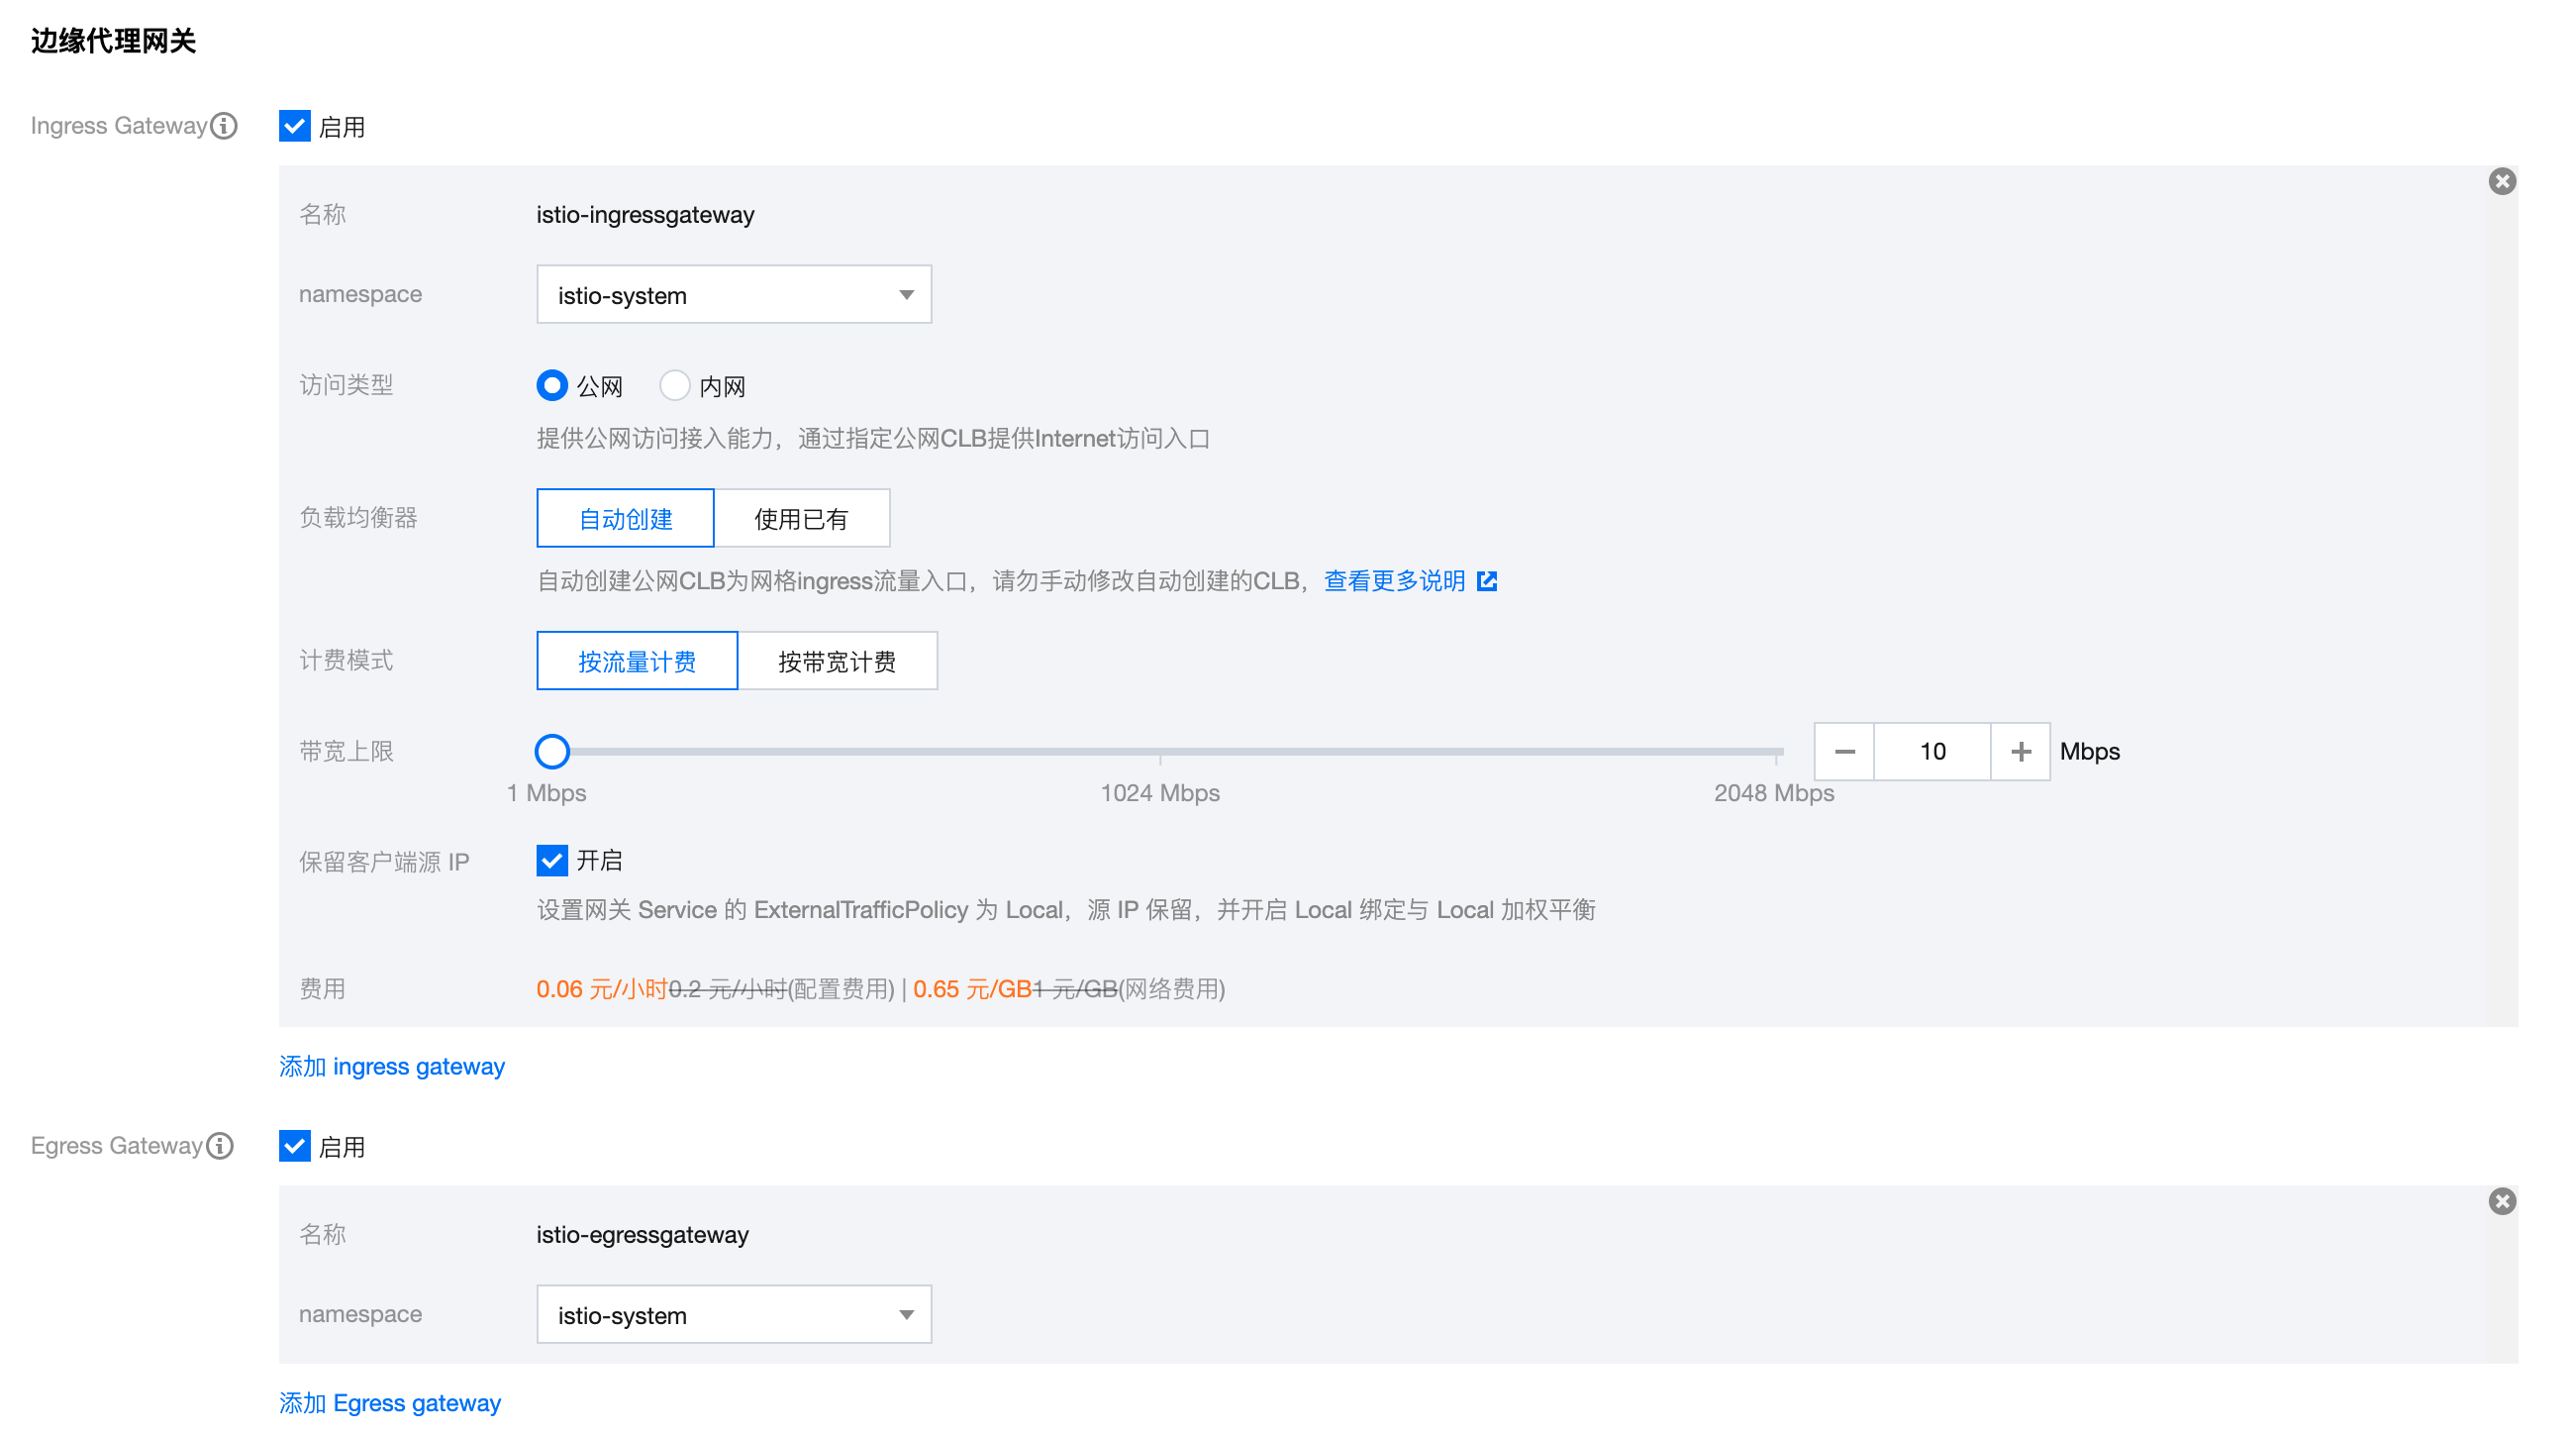 边缘代理网关
Ingress Gateway 启用
名称 istio-ingressgateway
namespace istio-system
访问类型 公网 内网
提供公网访问接入能力，通过指定公网CLB提供Internet访问入口
负载均衡器 自动创建 使用已有
自动创建公网CLB为网格ingress流量入口，请勿手动修改自动创建的CLB，查看更多说明
计费模式 按流量计费 按带宽计费
带宽上限 10 Mbps
1 Mbps 1024 Mbps 2048 Mbps
保留客户端源 IP 开启
设置网关 Service 的 ExternalTrafficPolicy 为 Local，源 IP 保留，并开启 Local 绑定与 Local 加权平衡
费用 0.06 元/小时0.2 元/小时(配置费用) | 0.65 元/GB1 元/GB(网络费用)
添加 ingress gateway
Egress Gateway 启用
名称 istio-egressgateway
namespace istio-system
添加 Egress gateway